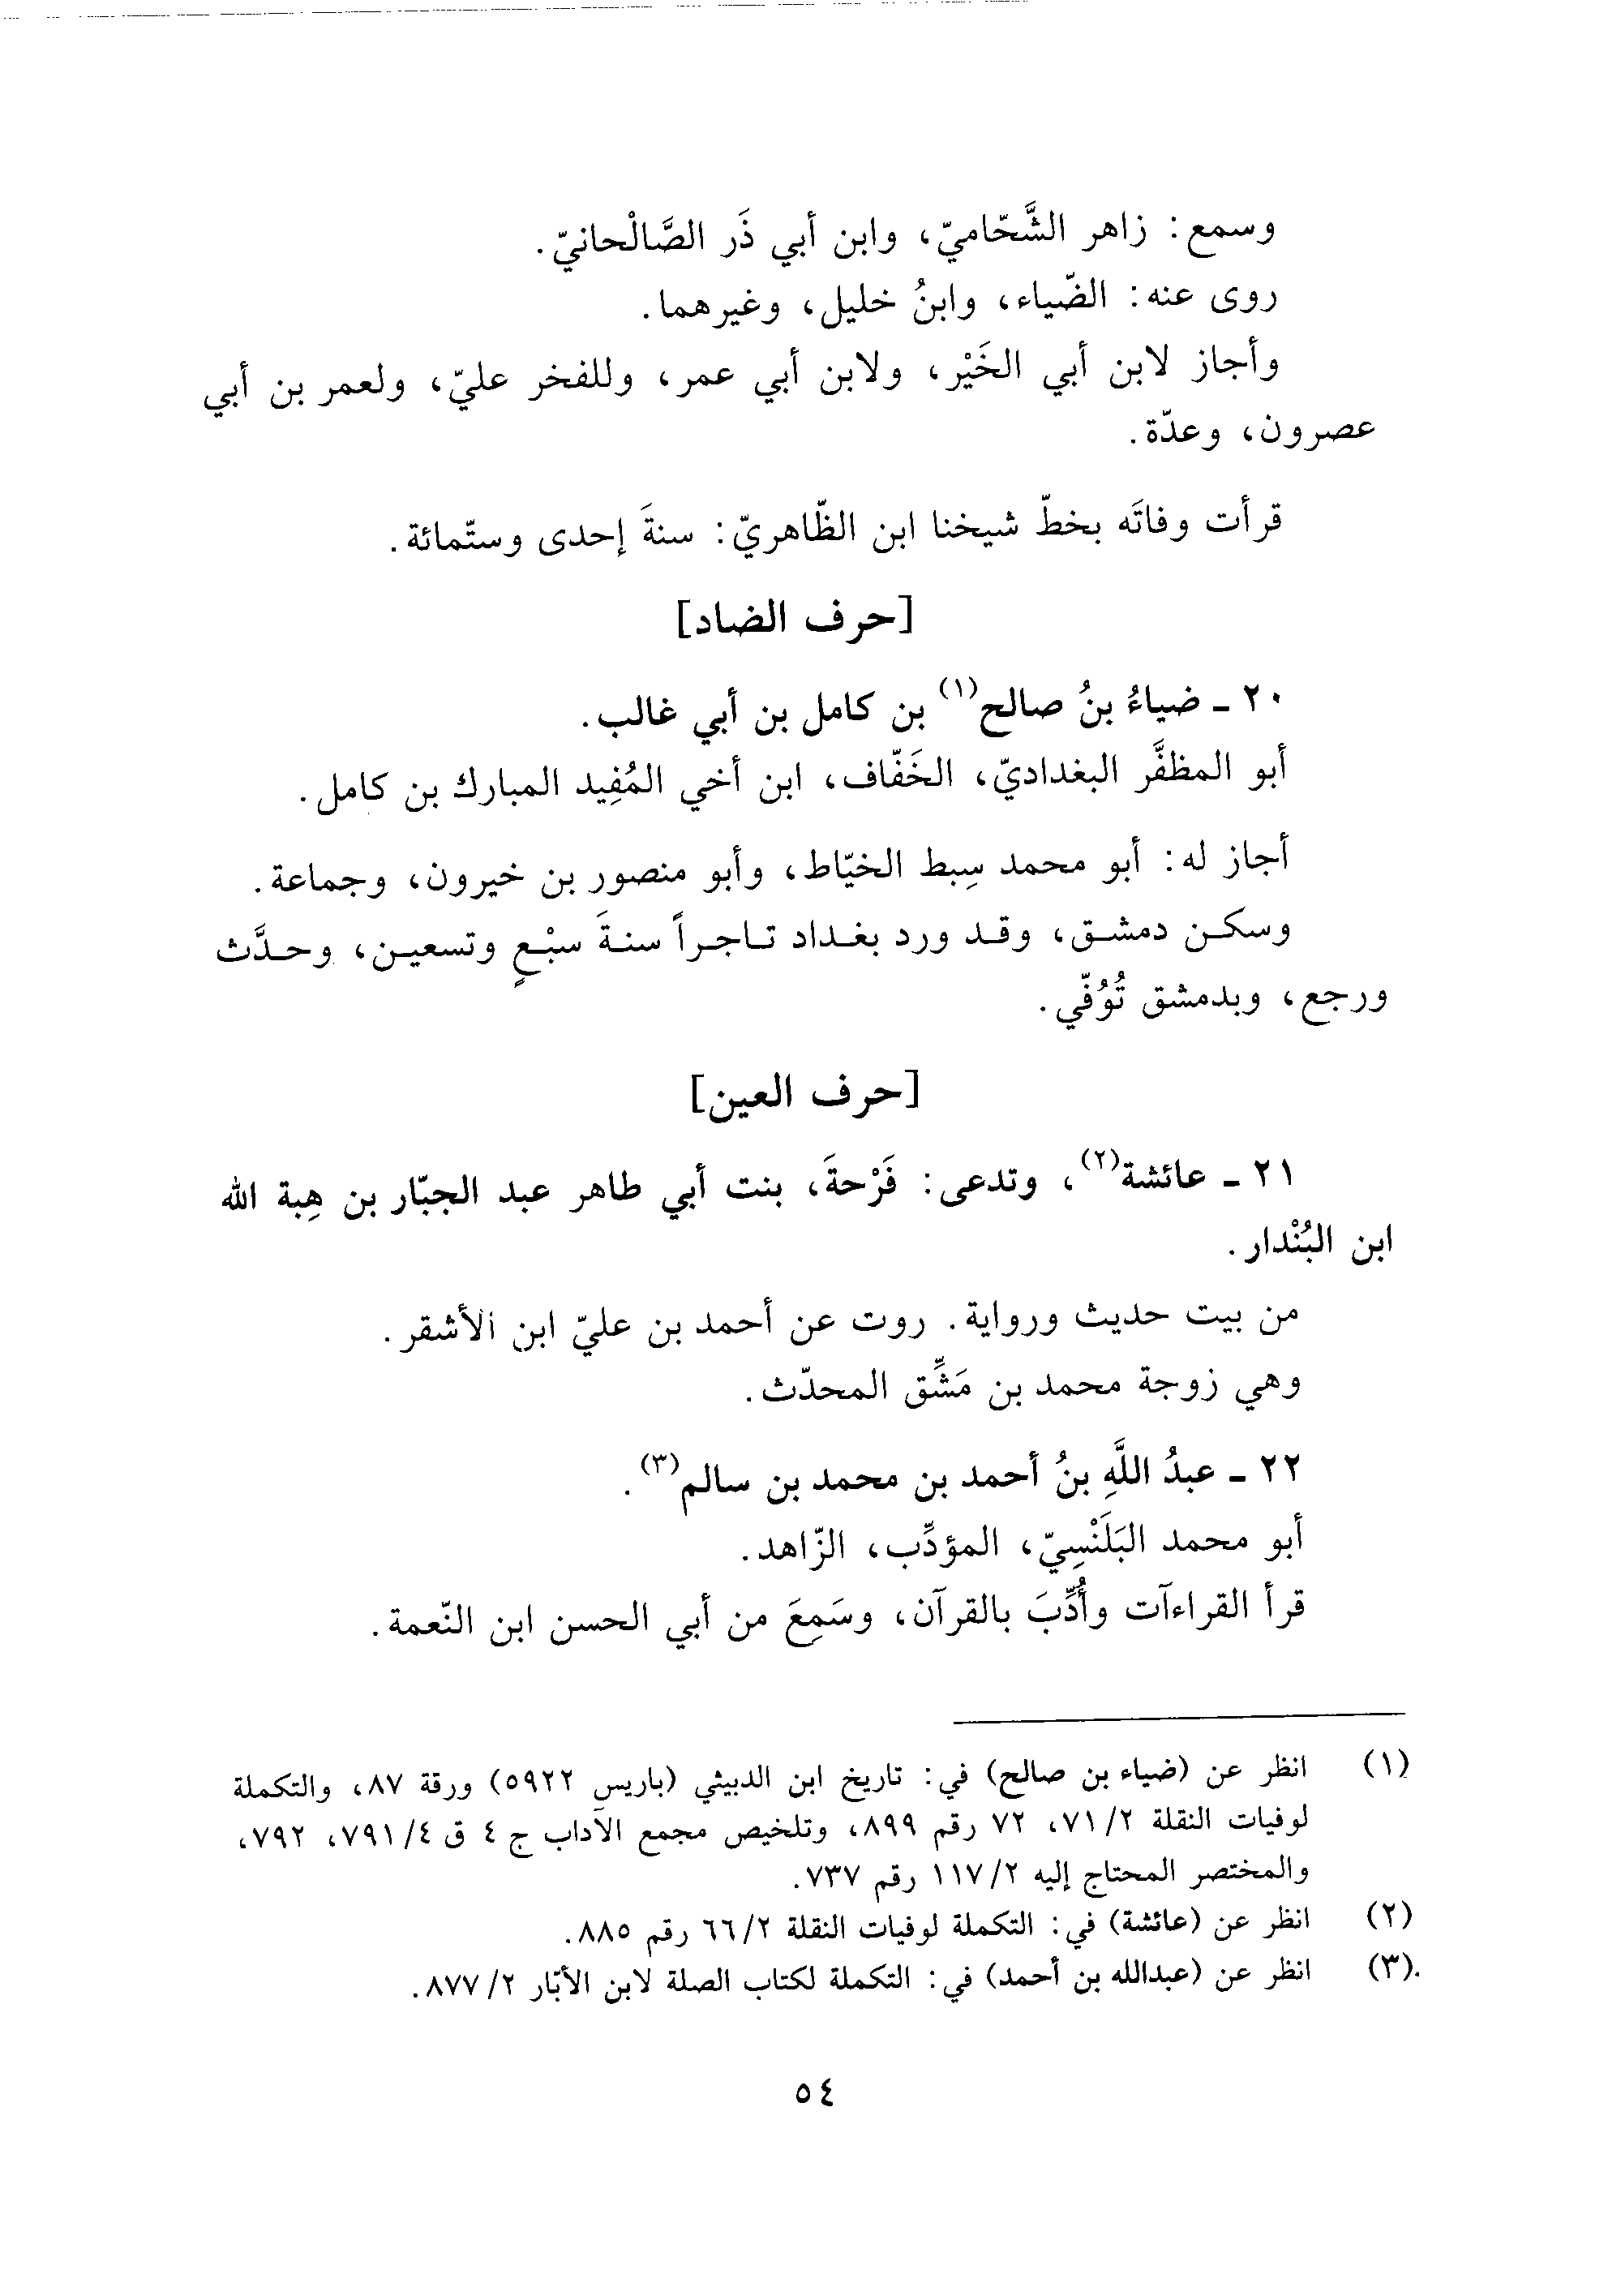 وسمع: زاهر الشَّحّاميّ، وابن أبي ذَر الصَّالْحانيّ.
روى عنه: الضّياء، وابنُ خليل، وغيرهما.
وأجاز لابن أبي الخَيْر، ولابن أبي عمر، وللفخر عليّ، ولعمر بن أبي
عصرون، وعدّة.
قرأت وفاتَه بخطّ شيخنا ابن الظّاهريّ: سنةَ إحدى وستّمائة.
[حرف الضاد]
٢٠ ـ ضياءُ بنُ صالح(١) بن كامل بن أبي غالب.
أبو المظفَّر البغداديّ، الخَفّاف، ابن أخي المُفِيد المبارك بن كامل.
أجاز له: أبو محمد سِبط الخيّاط، وأبو منصور بن خيرون، وجماعة.
وسكن دمشق، وقد ورد بغداد تاجراً سنةَ سبْعٍ وتسعين، وحدَّث
ورجع، وبدمشق تُوُفّي.
[حرف العين]
٢١ ـ عائشة(٢)، وتدعى: فَرْحةَ، بنت أبي طاهر عبد الجبّار بن هِبة الله
ابن البُنْدار.
من بيت حديث ورواية. روت عن أحمد بن عليّ ابن الأشقر.
وهي زوجة محمد بن مَشِّق المحدّث.
٢٢ ـ عبدُ اللَّهِ بنُ أحمد بن محمد بن سالم(٣).
أبو محمد البَلَنْسِيّ، المؤدِّب، الزّاهد.
قرأ القراءآت وأُدِّبَ بالقرآن، وسَمِعَ من أبي الحسن ابن النّعمة.
(١) انظر عن (ضياء بن صالح) في: تاريخ ابن الدبيثي (باريس ٥٩٢٢) ورقة ٨٧، والتكملة
لوفيات النقلة ٢/ ٧١، ٧٢ رقم ٨٩٩، وتلخيص مجمع الآداب ج ٤ ق ٤/ ٧٩١، ٧٩٢،
والمختصر المحتاج إليه ٢/ ١١٧ رقم ٧٣٧.
(٢) انظر عن (عائشة) في: التكملة لوفيات النقلة ٢/ ٦٦ رقم ٨٨٥.
(٣). انظر عن (عبدالله بن أحمد) في: التكملة لكتاب الصلة لابن الأبّار ٢/ ٨٧٧.
٥٤